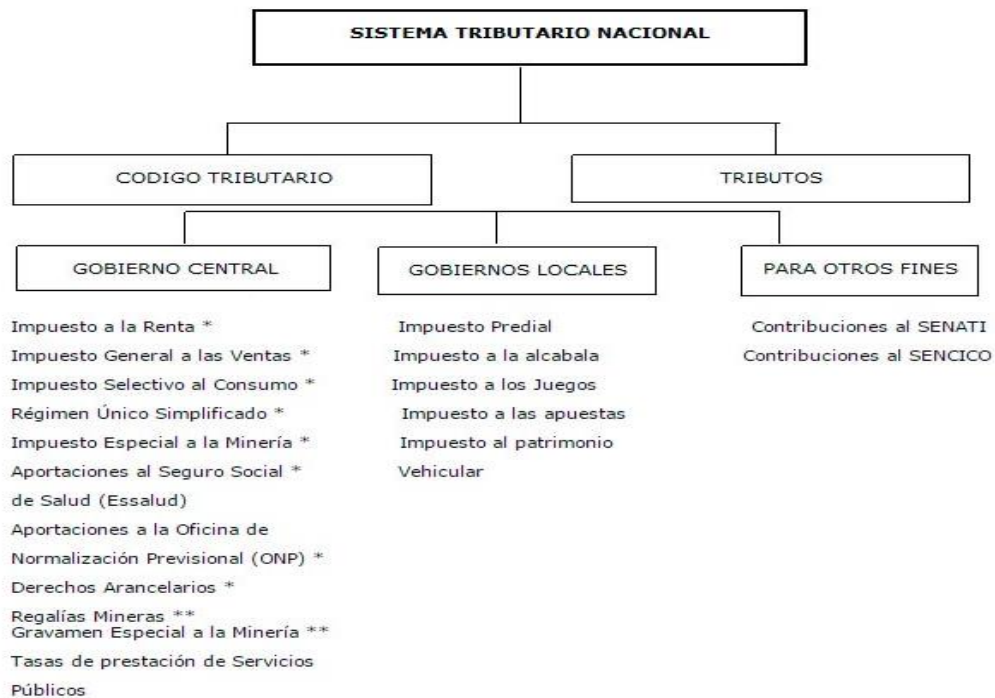 SISTEMA TRIBUTARIO NACIONAL
CODIGO TRIBUTARIO
TRIBUTOS
GOBIERNO CENTRAL
Impuesto a la Renta *
Impuesto General a las Ventas *
Impuesto Selectivo al Consumo *
Régimen Único Simplificado *
Impuesto Especial a la Minería *
Aportaciones al Seguro Social *
de Salud (Essalud)
Aportaciones a la Oficina de
Normalización Previsional (ONP) *
Derechos Arancelarios *
Regalías Mineras **
Gravamen Especial a la Minería **
Tasas de prestación de Servicios
Públicos
GOBIERNOS LOCALES
Impuesto Predial
Impuesto a la alcabala
Impuesto a los Juegos
Impuesto a las apuestas
Impuesto al patrimonio
Vehicular
PARA OTROS FINES
Contribuciones al SENATI
Contribuciones al SENCICO